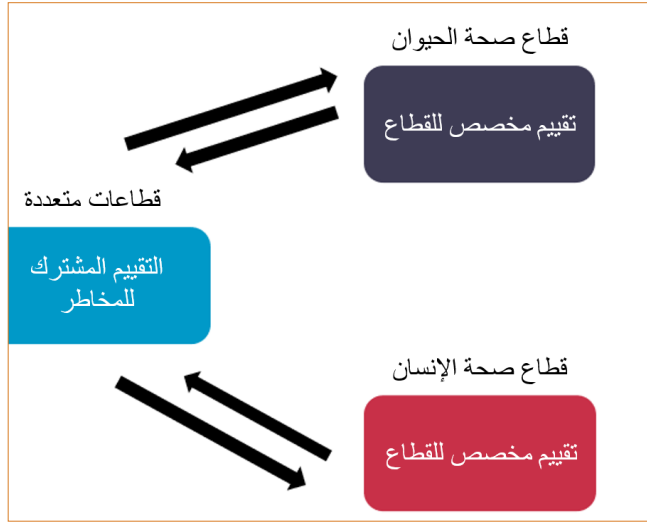 قطاع صحة الحيوان
تقييم مخصص للقطاع
قطاعات متعددة
التقييم المشترك
للمخاطر
قطاع صحة الإنسان
تقييم مخصص للقطاع